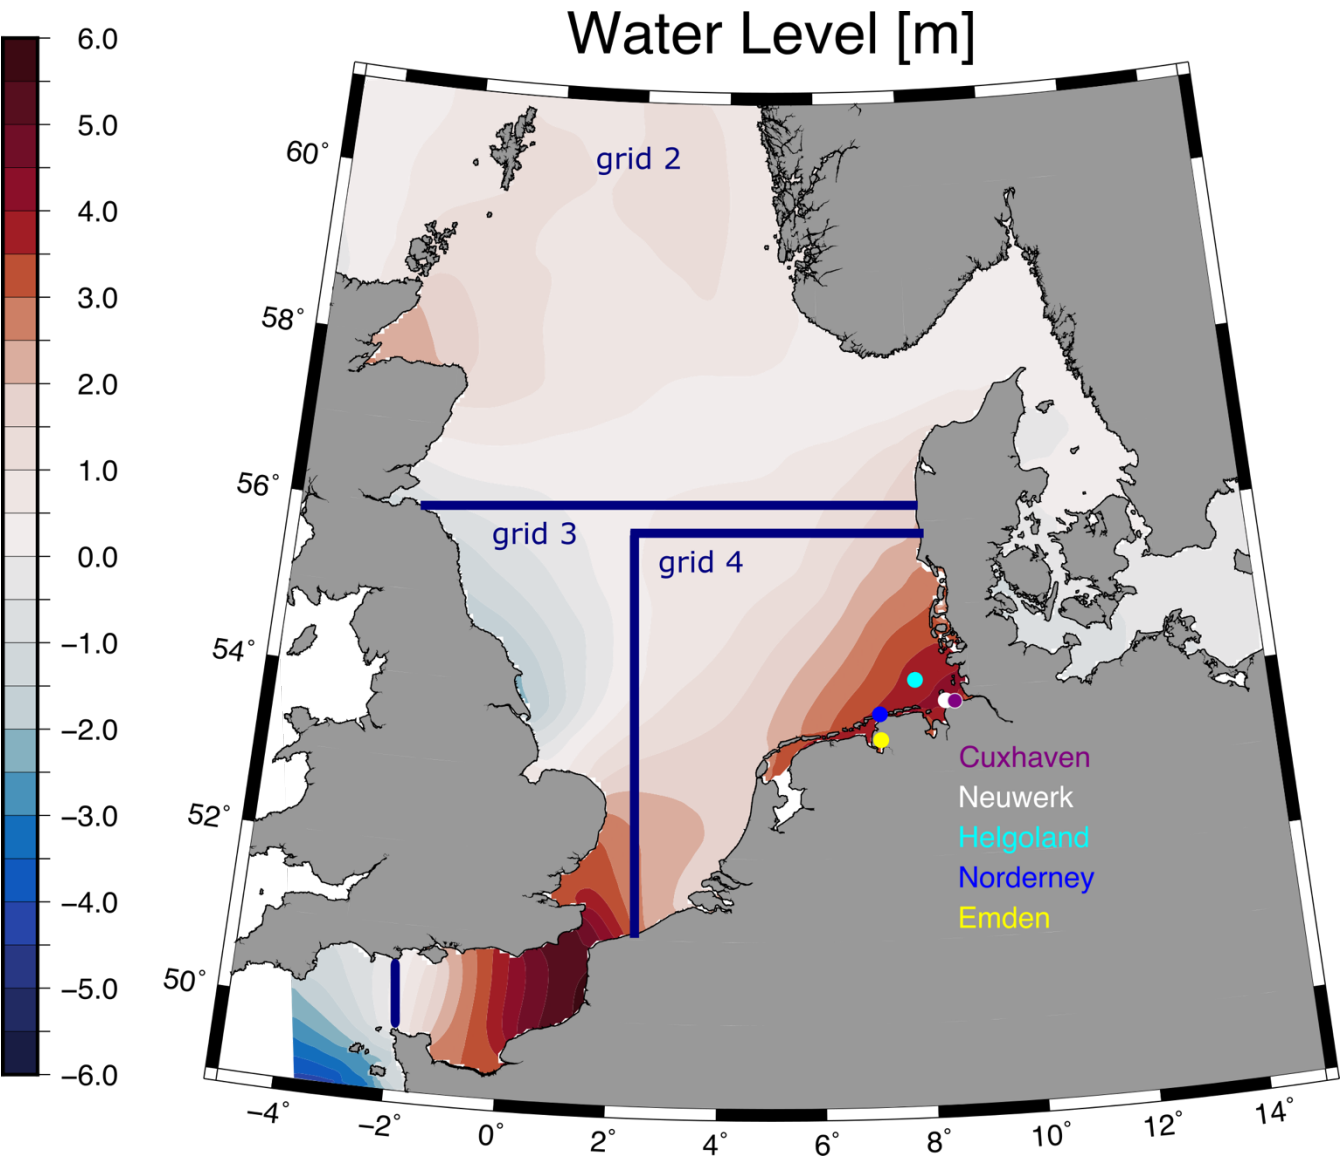 Water Level [m]
6.0
5.0
4.0
3.0
2.0
1.0
0.0
−1.0
−2.0
−3.0
−4.0
−5.0
−6.0
60°
58°
56°
54°
52°
50°
grid 2
grid 3
grid 4
Cuxhaven
Neuwerk
Helgoland
Norderney
Emden
−4° −2° 0° 2° 4° 6° 8° 10° 12° 14°